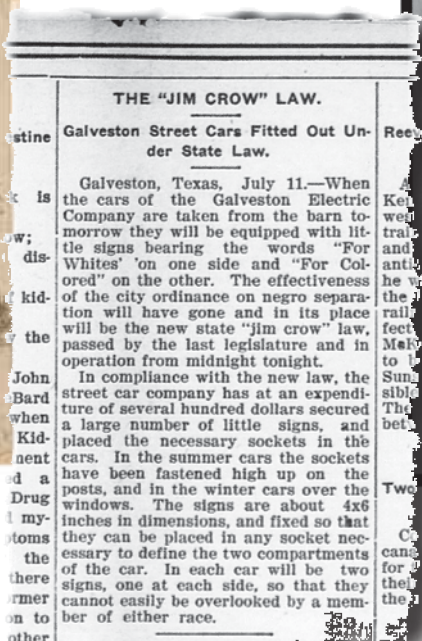 THE "JIM CROW" LAW.
Galveston Street Cars Fitted Out Un-
der State Law.
Galveston, Texas, July 11.—When
the cars of the Galveston Electric
Company are taken from the barn to-
morrow they will be equipped with lit-
tle signs bearing the words "For
Whites' 'on one side and "For Col-
ored" on the other. The effectiveness
of the city ordinance on negro separa-
tion will have gone and in its place
will be the new state "jim crow" law,
passed by the last legislature and in
operation from midnight tonight.
In compliance with the new law, the
street car company has at an expendi-
ture of several hundred dollars secured
a large number of little signs, and
placed the necessary sockets in the
cars. In the summer cars the sockets
have been fastened high up on the
posts, and in the winter cars over the
windows. The signs are about 4x6
inches in dimensions, and fixed so that
they can be placed in any socket nec-
essary to define the two compartments
of the car. In each car will be two
signs, one at each side, so that they
cannot easily be overlooked by a mem-
ber of either race.